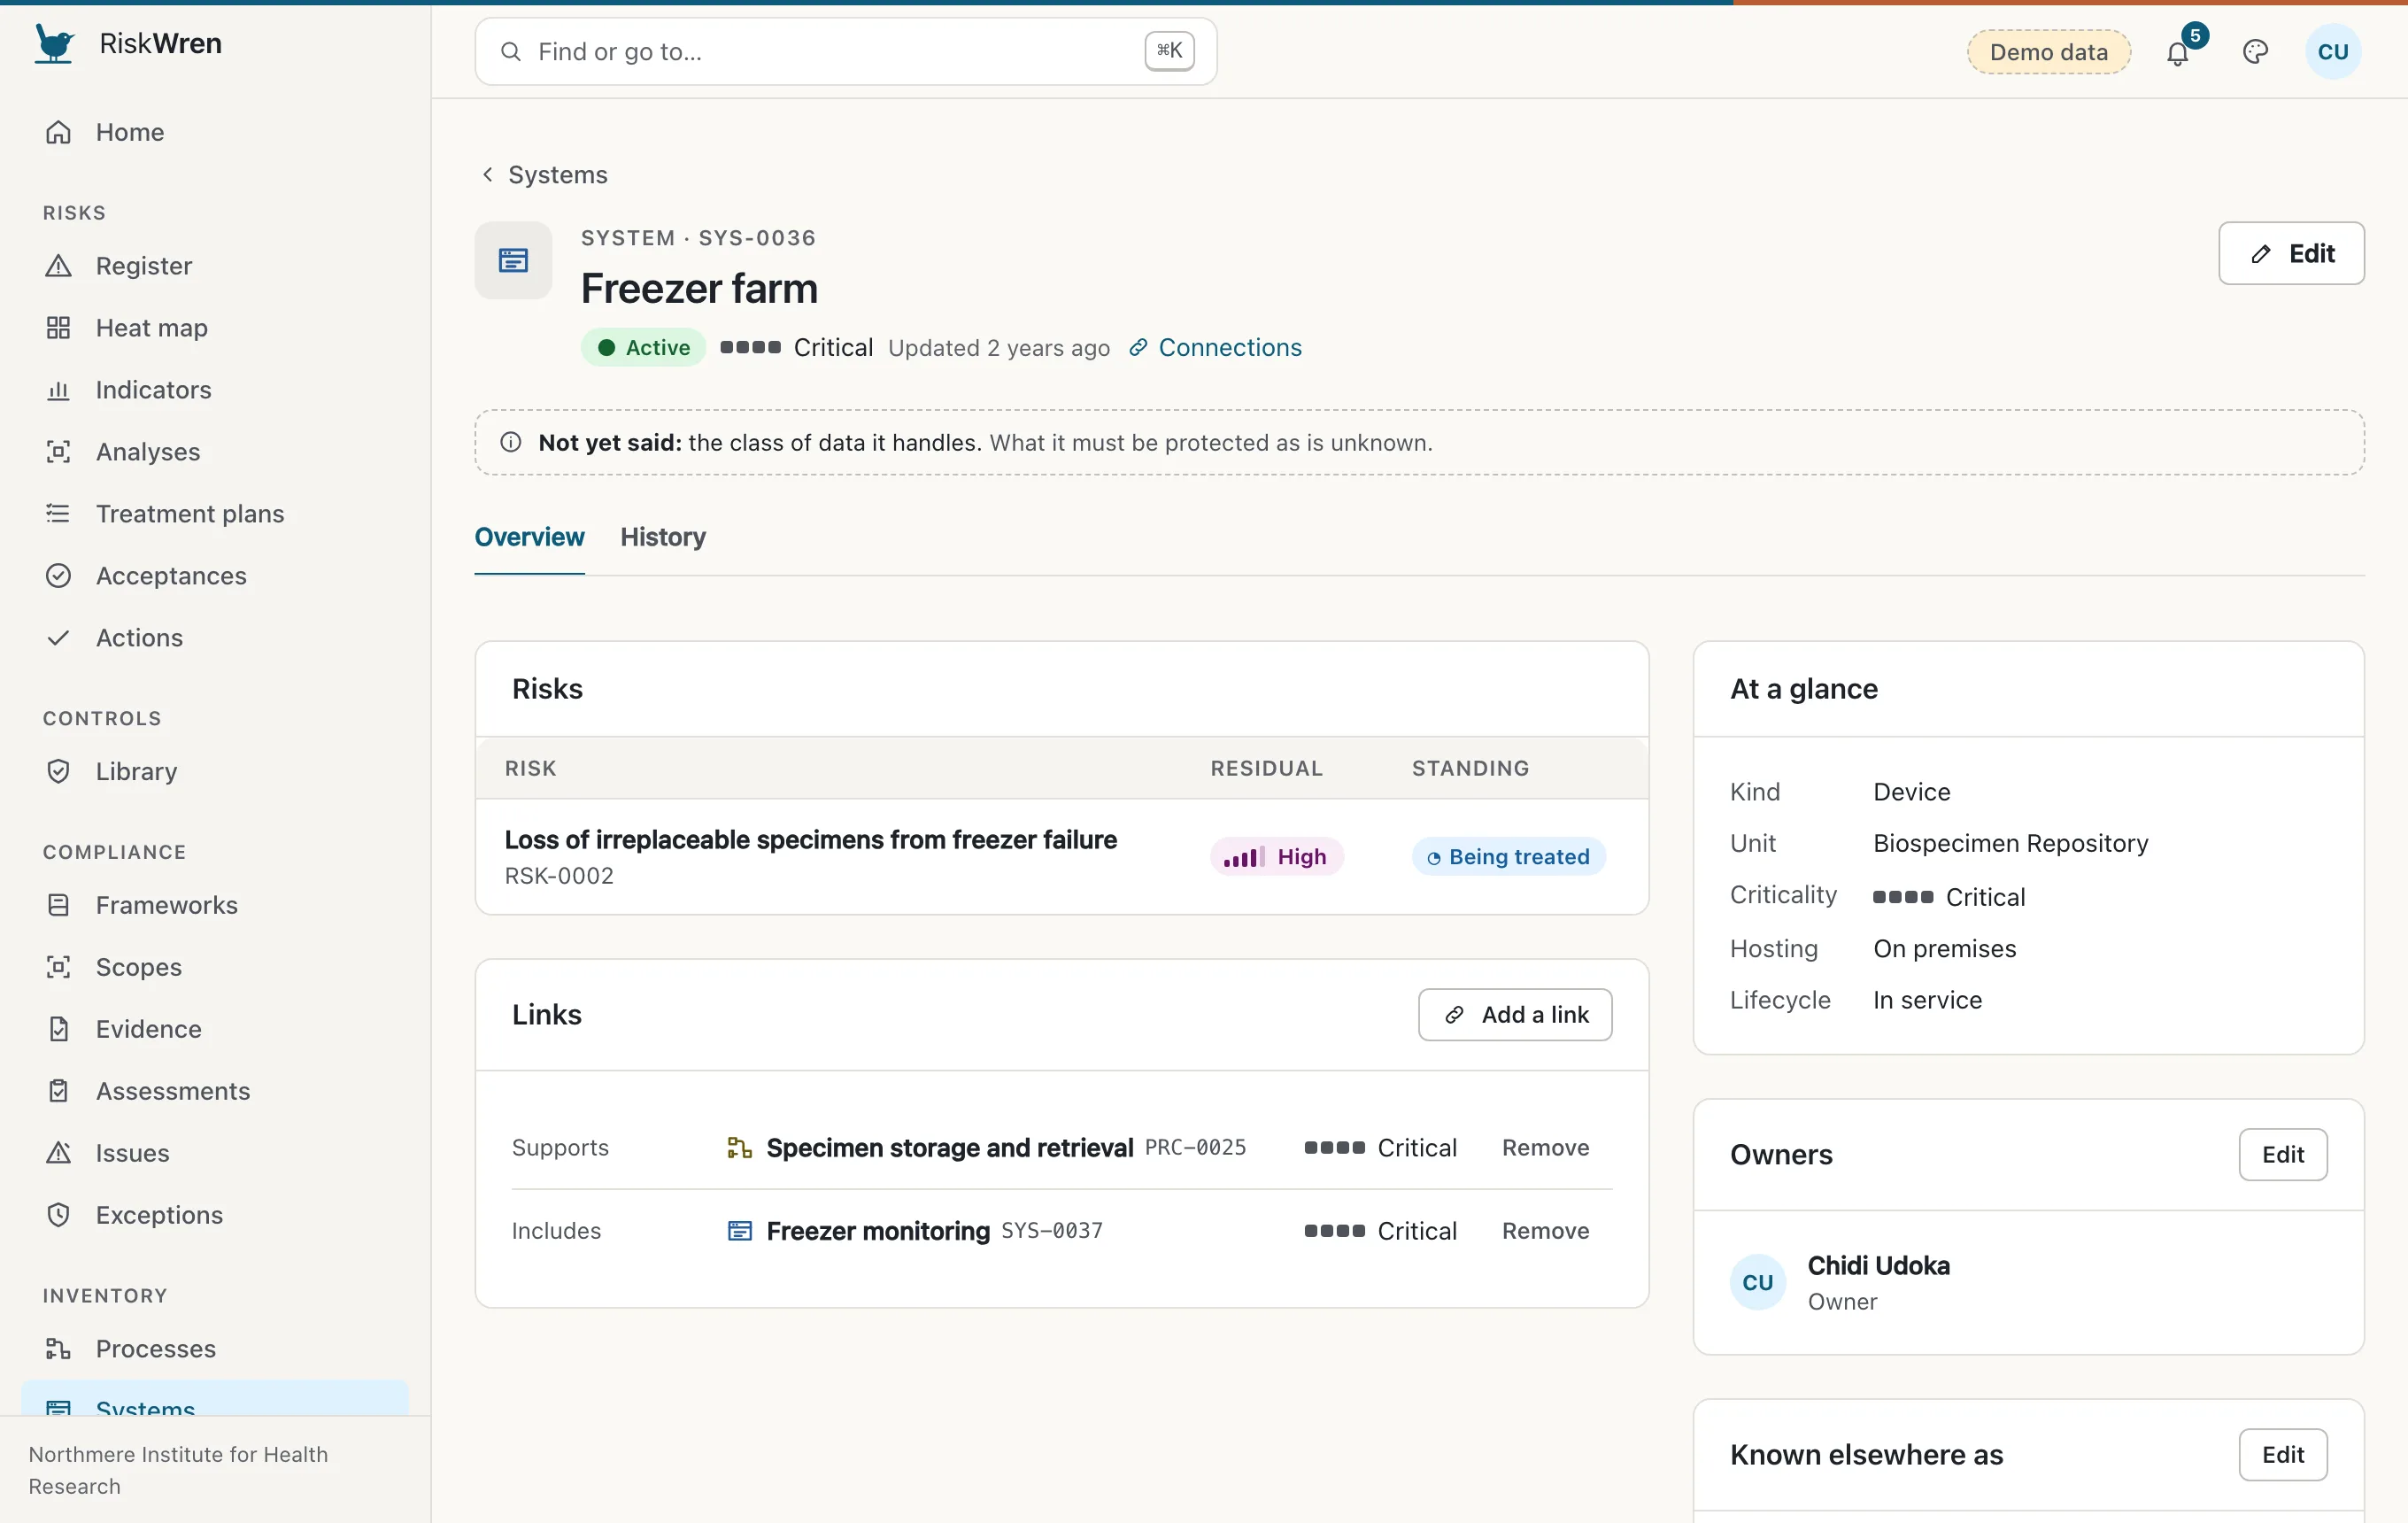 RiskWren
Find or go to...
⌘K
Demo data
5
CU
Home
RISKS
Register
Heat map
Indicators
Analyses
Treatment plans
Acceptances
Actions
CONTROLS
Library
COMPLIANCE
Frameworks
Scopes
Evidence
Assessments
Issues
Exceptions
INVENTORY
Processes
Systems
Northmere Institute for Health
Research
Systems
SYSTEM · SYS-0036
Freezer farm
Edit
Active Critical Updated 2 years ago Connections
Not yet said: the class of data it handles. What it must be protected as is unknown.
Overview History
Risks
RISK RESIDUAL STANDING
Loss of irreplaceable specimens from freezer failure
RSK-0002
High
Being treated
Links
Add a link
Supports Specimen storage and retrieval PRC-0025 Critical Remove
Includes Freezer monitoring SYS-0037 Critical Remove
At a glance
Kind Device
Unit Biospecimen Repository
Criticality Critical
Hosting On premises
Lifecycle In service
Owners
Edit
CU
Chidi Udoka
Owner
Known elsewhere as
Edit